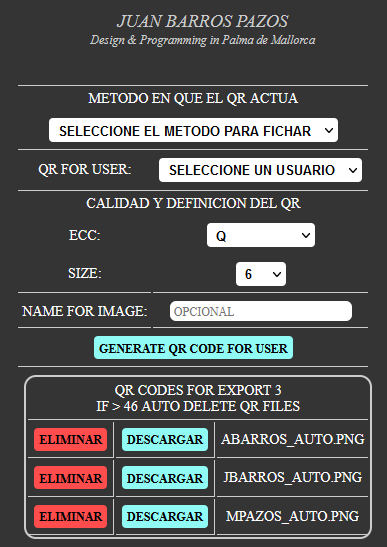 JUAN BARROS PAZOS
Design & Programming in Palma de Mallorca
METODO EN QUE EL QR ACTUA
SELECCIONE EL METODO PARA FICHAR
QR FOR USER: SELECCIONE UN USUARIO
CALIDAD Y DEFINICION DEL QR
ECC: Q
SIZE: 6
NAME FOR IMAGE: OPCIONAL
GENERATE QR CODE FOR USER
QR CODES FOR EXPORT 3
IF > 46 AUTO DELETE QR FILES
ELIMINAR DESCARGAR ABARROS_AUTO.PNG
ELIMINAR DESCARGAR JBARROS_AUTO.PNG
ELIMINAR DESCARGAR MPAZOS_AUTO.PNG